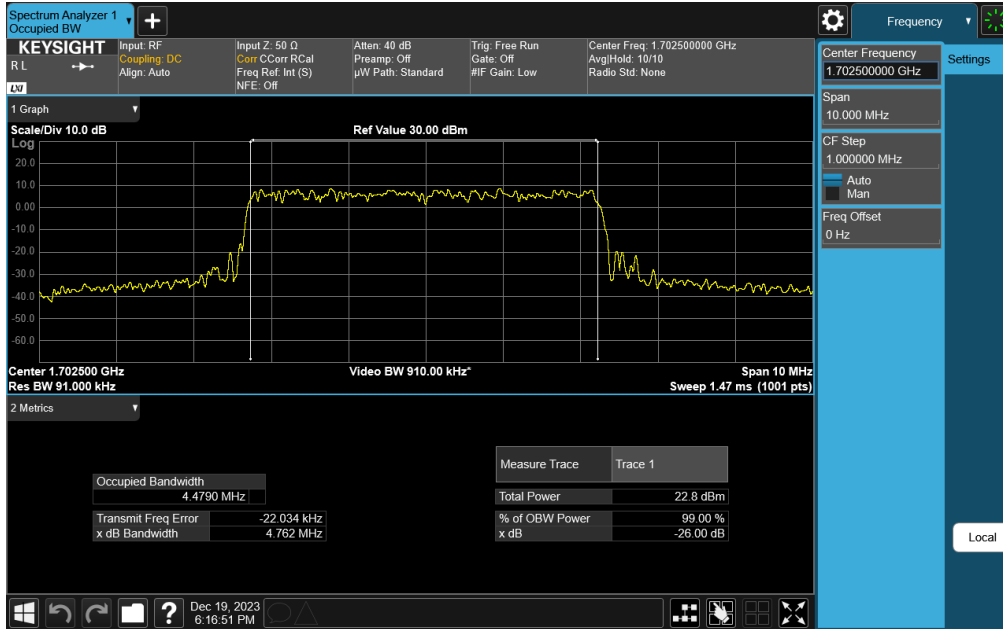 Spectrum Analyzer 1
Occupied BW
Frequency
KEYSIGHT
R L
LXI
Input: RF
Coupling: DC
Align: Auto
Input Z: 50 Ω
Corr CCorr RCal
Freq Ref: Int (S)
NFE: Off
Atten: 40 dB
Preamp: Off
µW Path: Standard
Trig: Free Run
Gate: Off
#IF Gain: Low
Center Freq: 1.702500000 GHz
Avg|Hold: 10/10
Radio Std: None
Center Frequency
1.702500000 GHz
Settings
Span
10.000 MHz
CF Step
1.000000 MHz
Auto
Man
Freq Offset
0 Hz
Local
1 Graph
Scale/Div 10.0 dB
Ref Value 30.00 dBm
Log
20.0
10.0
0.00
-10.0
-20.0
-30.0
-40.0
-50.0
-60.0
Center 1.702500 GHz
Video BW 910.00 kHz*
Span 10 MHz
Res BW 91.000 kHz
Sweep 1.47 ms (1001 pts)
2 Metrics
Occupied Bandwidth
4.4790 MHz
Transmit Freq Error -22.034 kHz
x dB Bandwidth 4.762 MHz
Measure Trace Trace 1
Total Power 22.8 dBm
% of OBW Power 99.00 %
x dB -26.00 dB
?
Dec 19, 2023
6:16:51 PM